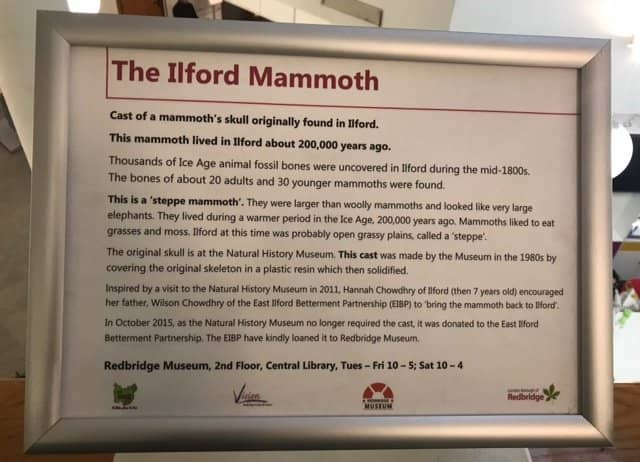 The Ilford Mammoth
Cast of a mammoth's skull originally found in Ilford.
This mammoth lived in Ilford about 200,000 years ago.
Thousands of Ice Age animal fossil bones were uncovered in Ilford during the mid-1800s.
The bones of about 20 adults and 30 younger mammoths were found.
This is a 'steppe mammoth'. They were larger than woolly mammoths and looked like very large
elephants. They lived during a warmer period in the Ice Age, 200,000 years ago. Mammoths liked to eat
grasses and moss. Ilford at this time was probably open grassy plains, called a 'steppe'.
The original skull is at the Natural History Museum. This cast was made by the Museum in the 1980s by
covering the original skeleton in a plastic resin which then solidified.
Inspired by a visit to the Natural History Museum in 2011, Hannah Chowdhry of Ilford (then 7 years old) encouraged
her father, Wilson Chowdhry of the East Ilford Betterment Partnership (EIBP) to 'bring the mammoth back to Ilford'.
In October 2015, as the Natural History Museum no longer required the cast, it was donated to the East Ilford
Betterment Partnership. The EIBP have kindly loaned it to Redbridge Museum.
Redbridge Museum, 2nd Floor, Central Library, Tues – Fri 10 – 5; Sat 10 – 4
Vision
REDBRIDGE
MUSEUM
London Borough of
Redbridge